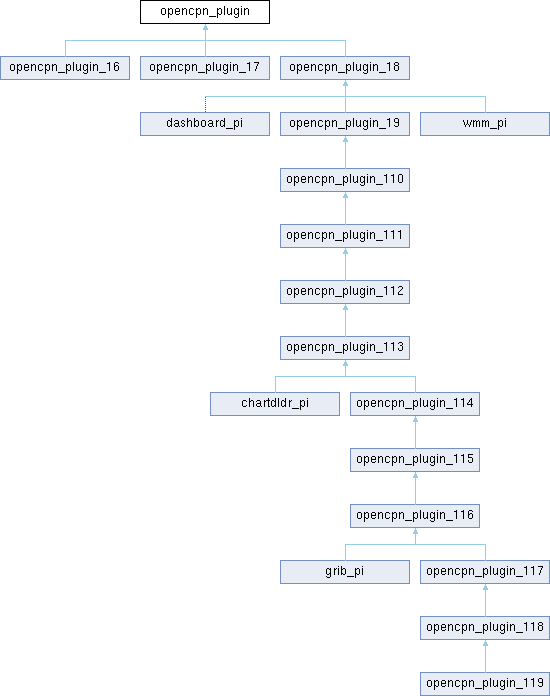 opencpn_plugin
opencpn_plugin_16
opencpn_plugin_17
opencpn_plugin_18
dashboard_pi
opencpn_plugin_19
wmm_pi
opencpn_plugin_110
opencpn_plugin_111
opencpn_plugin_112
opencpn_plugin_113
chartdldr_pi
opencpn_plugin_114
opencpn_plugin_115
opencpn_plugin_116
grib_pi
opencpn_plugin_117
opencpn_plugin_118
opencpn_plugin_119